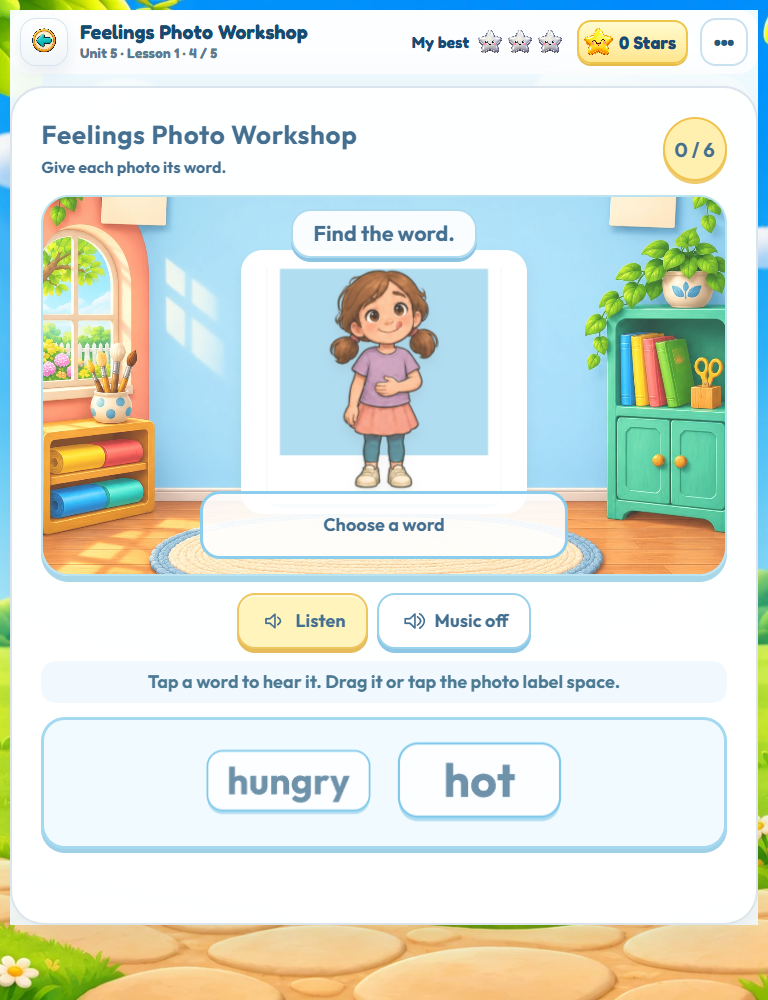 Feelings Photo Workshop
Unit 5 · Lesson 1 · 4 / 5
My best
0 Stars
Feelings Photo Workshop
Give each photo its word.
0 / 6
Find the word.
Choose a word
Listen
Music off
Tap a word to hear it. Drag it or tap the photo label space.
hungry
hot